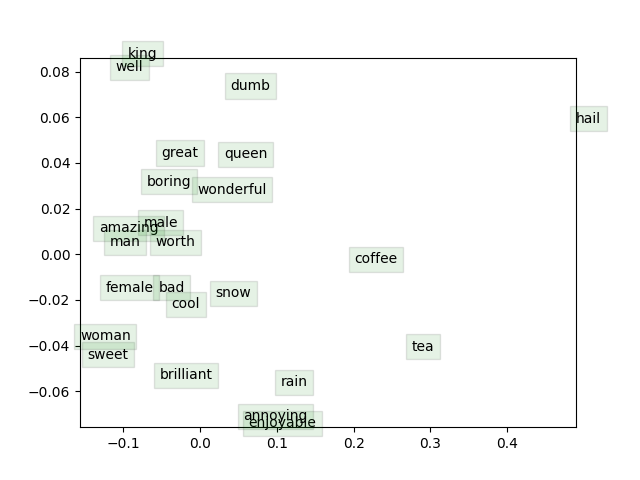 king
well
0.08
dumb
0.06
hail
great
queen
0.04
boring
wonderful
0.02
male
amazing
man
worth
0.00
coffee
female
bad
snow
−0.02
cool
woman
−0.04
tea
sweet
brilliant
rain
−0.06
annoying
enjoyable
−0.1 0.0 0.1 0.2 0.3 0.4